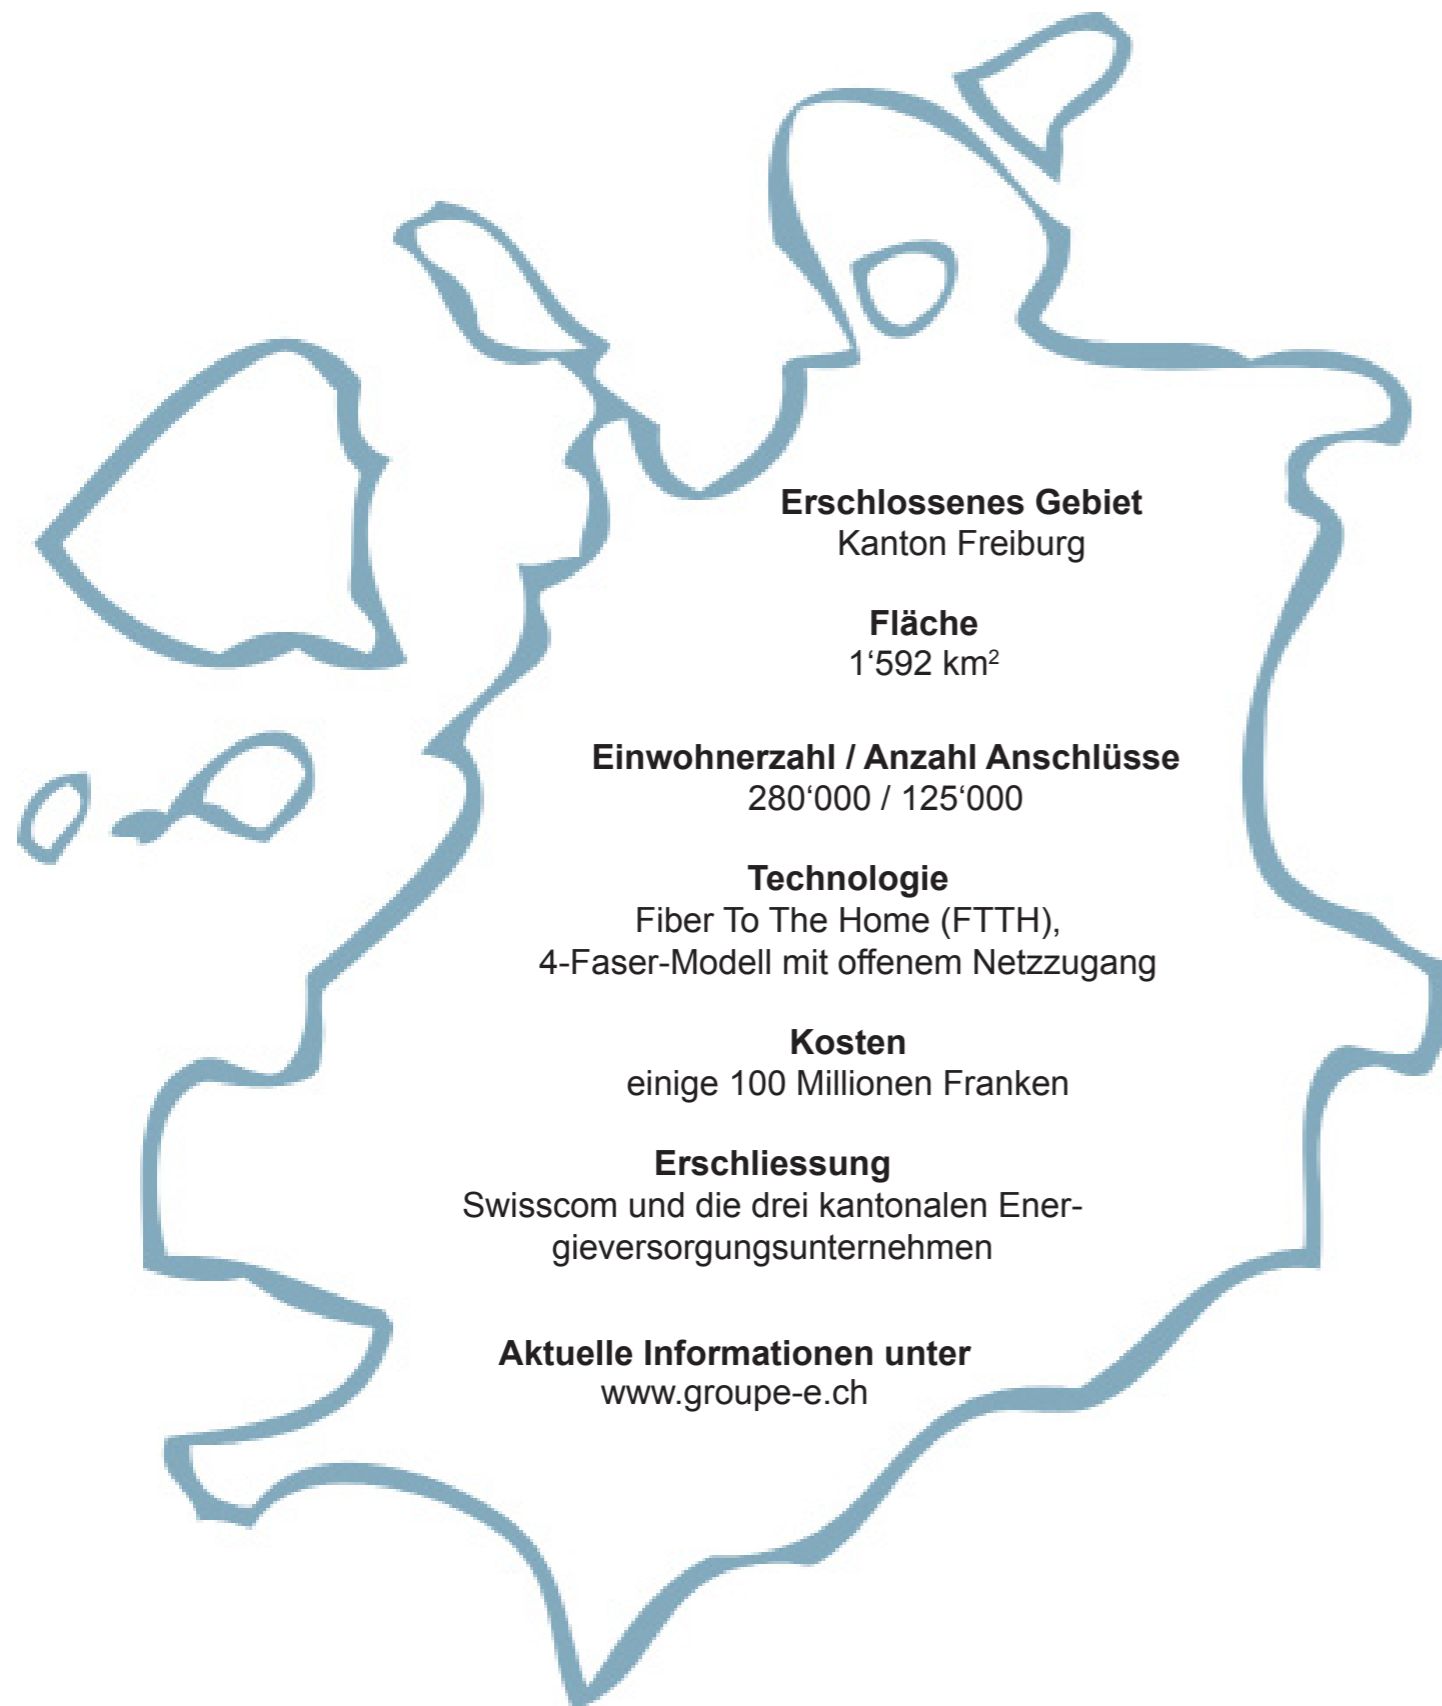 Erschlossenes Gebiet
Kanton Freiburg
Fläche
1‘592 km²
Einwohnerzahl / Anzahl Anschlüsse
280‘000 / 125‘000
Technologie
Fiber To The Home (FTTH),
4-Faser-Modell mit offenem Netzzugang
Kosten
einige 100 Millionen Franken
Erschliessung
Swisscom und die drei kantonalen Ener-
gieversorgungsunternehmen
Aktuelle Informationen unter
www.groupe-e.ch